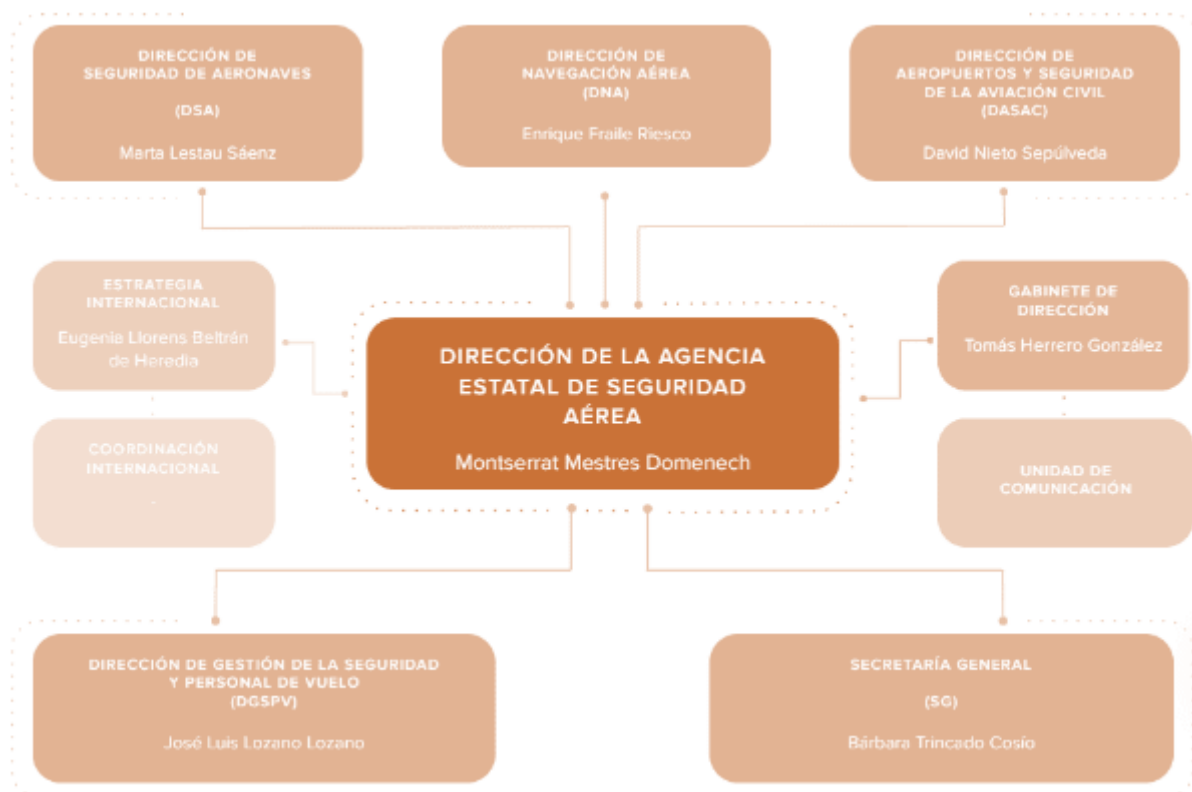 DIRECCIÓN DE
SEGURIDAD DE AERONAVES
(DSA)
Marta Lestau Sáenz
DIRECCIÓN DE
NAVEGACIÓN AÉREA
(DNA)
Enrique Fraile Riesco
DIRECCIÓN DE
AEROPUERTOS Y SEGURIDAD
DE LA AVIACIÓN CIVIL
(DASAC)
David Nieto Sepúlveda
ESTRATEGIA
INTERNACIONAL
Eugenia Llorens Beltrán
de Heredia
GABINETE DE
DIRECCIÓN
Tomás Herrero González
DIRECCIÓN DE LA AGENCIA
ESTATAL DE SEGURIDAD
AÉREA
Montserrat Mestres Domenech
COORDINACIÓN
INTERNACIONAL
-
UNIDAD DE
COMUNICACIÓN
DIRECCIÓN DE GESTIÓN DE LA SEGURIDAD
Y PERSONAL DE VUELO
(DGSPV)
José Luis Lozano Lozano
SECRETARÍA GENERAL
(SG)
Bárbara Trincado Cosío